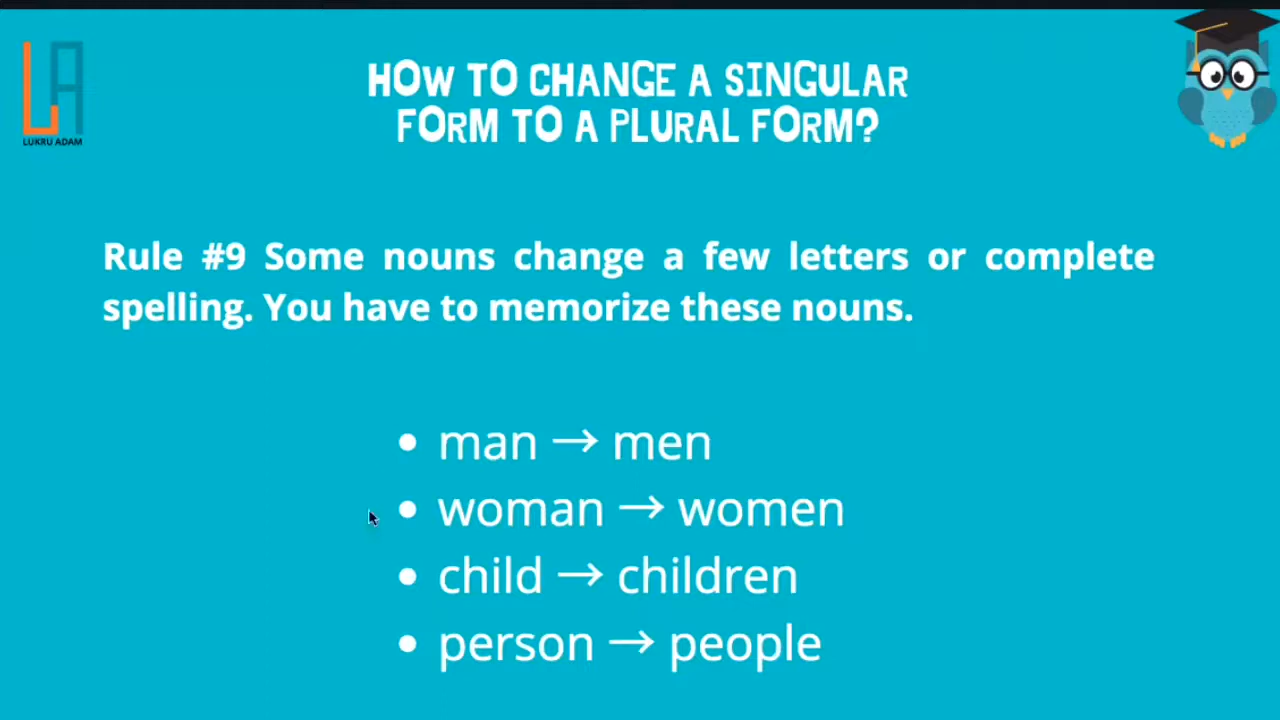 LUKRU ADAM
HOW TO CHANGE A SINGULAR
FORM TO A PLURAL FORM?
Rule #9 Some nouns change a few letters or complete
spelling. You have to memorize these nouns.
• man → men
• woman → women
• child → children
• person → people